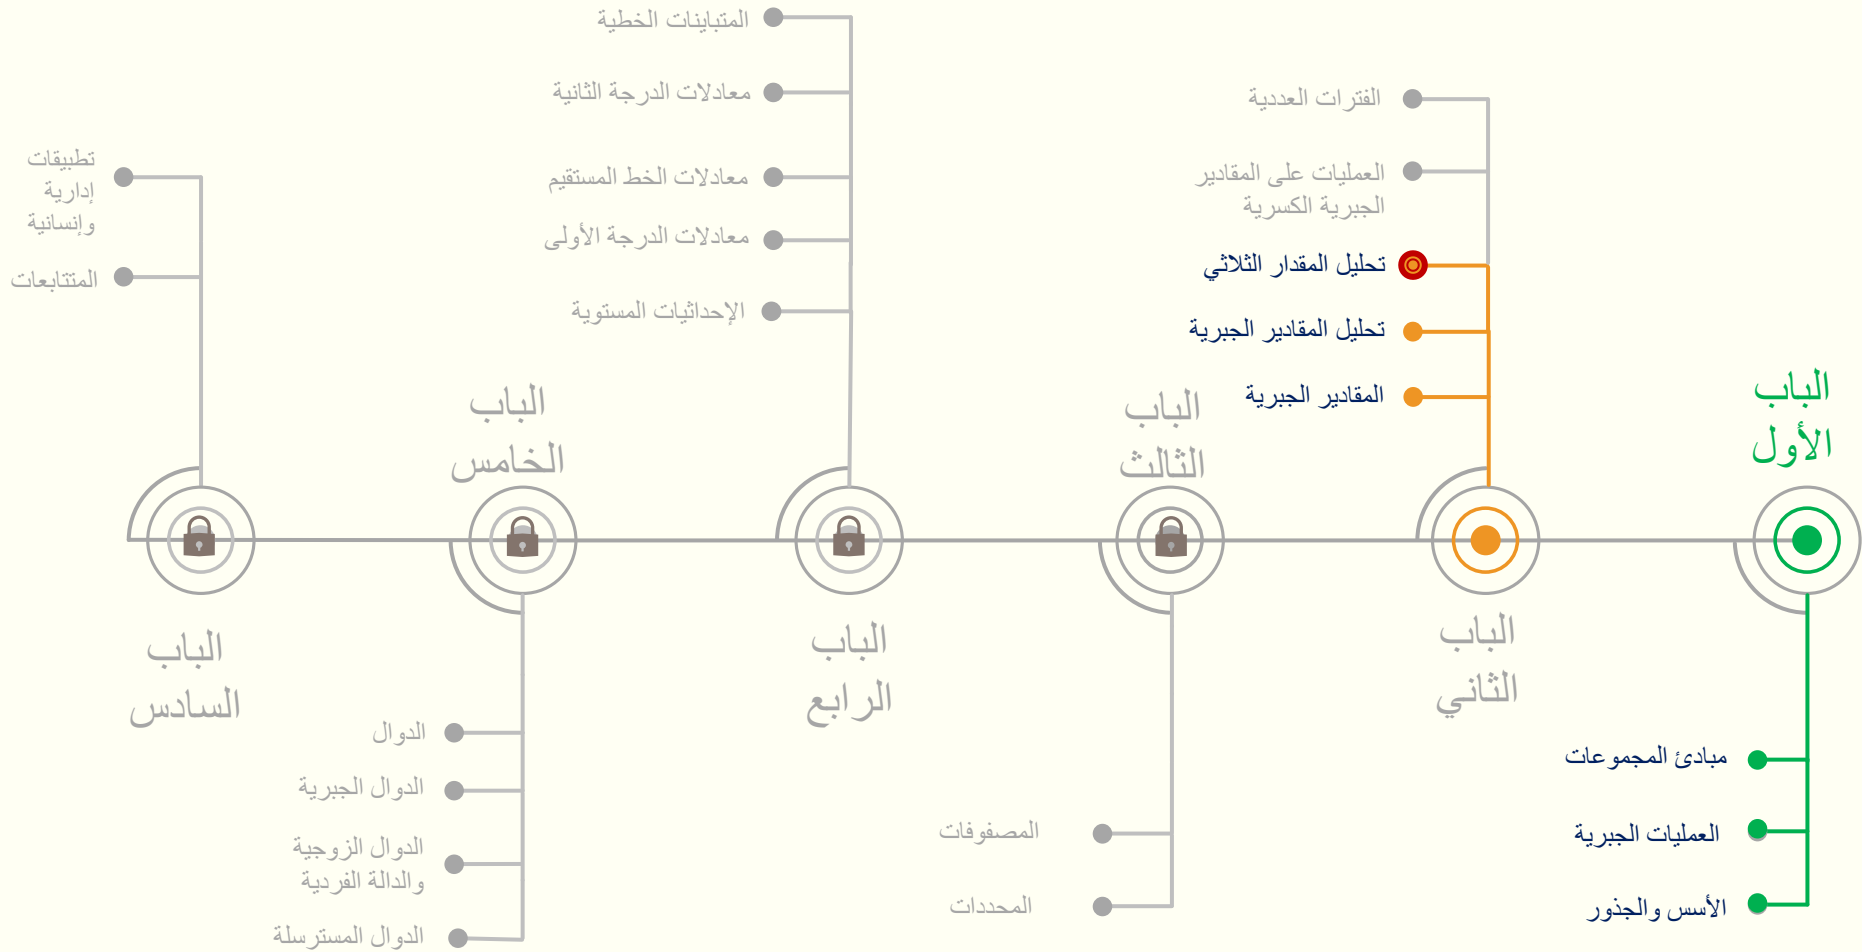 الباب
الأول
مبادئ المجموعات
العمليات الجبرية
الأسس والجذور
الفترات العددية
العمليات على المقادير
الجبرية الكسرية
تحليل المقدار الثلاثي
تحليل المقادير الجبرية
المقادير الجبرية
الباب
الثاني
الباب
الثالث
المصفوفات
المحددات
المتباينات الخطية
معادلات الدرجة الثانية
معادلات الخط المستقيم
معادلات الدرجة الأولى
الإحداثيات المستوية
الباب
الرابع
الباب
الخامس
الدوال
الدوال الجبرية
الدوال الزوجية
والدالة الفردية
الدوال المسترسلة
تطبيقات
إدارية
وإنسانية
المتتابعات
الباب
السادس